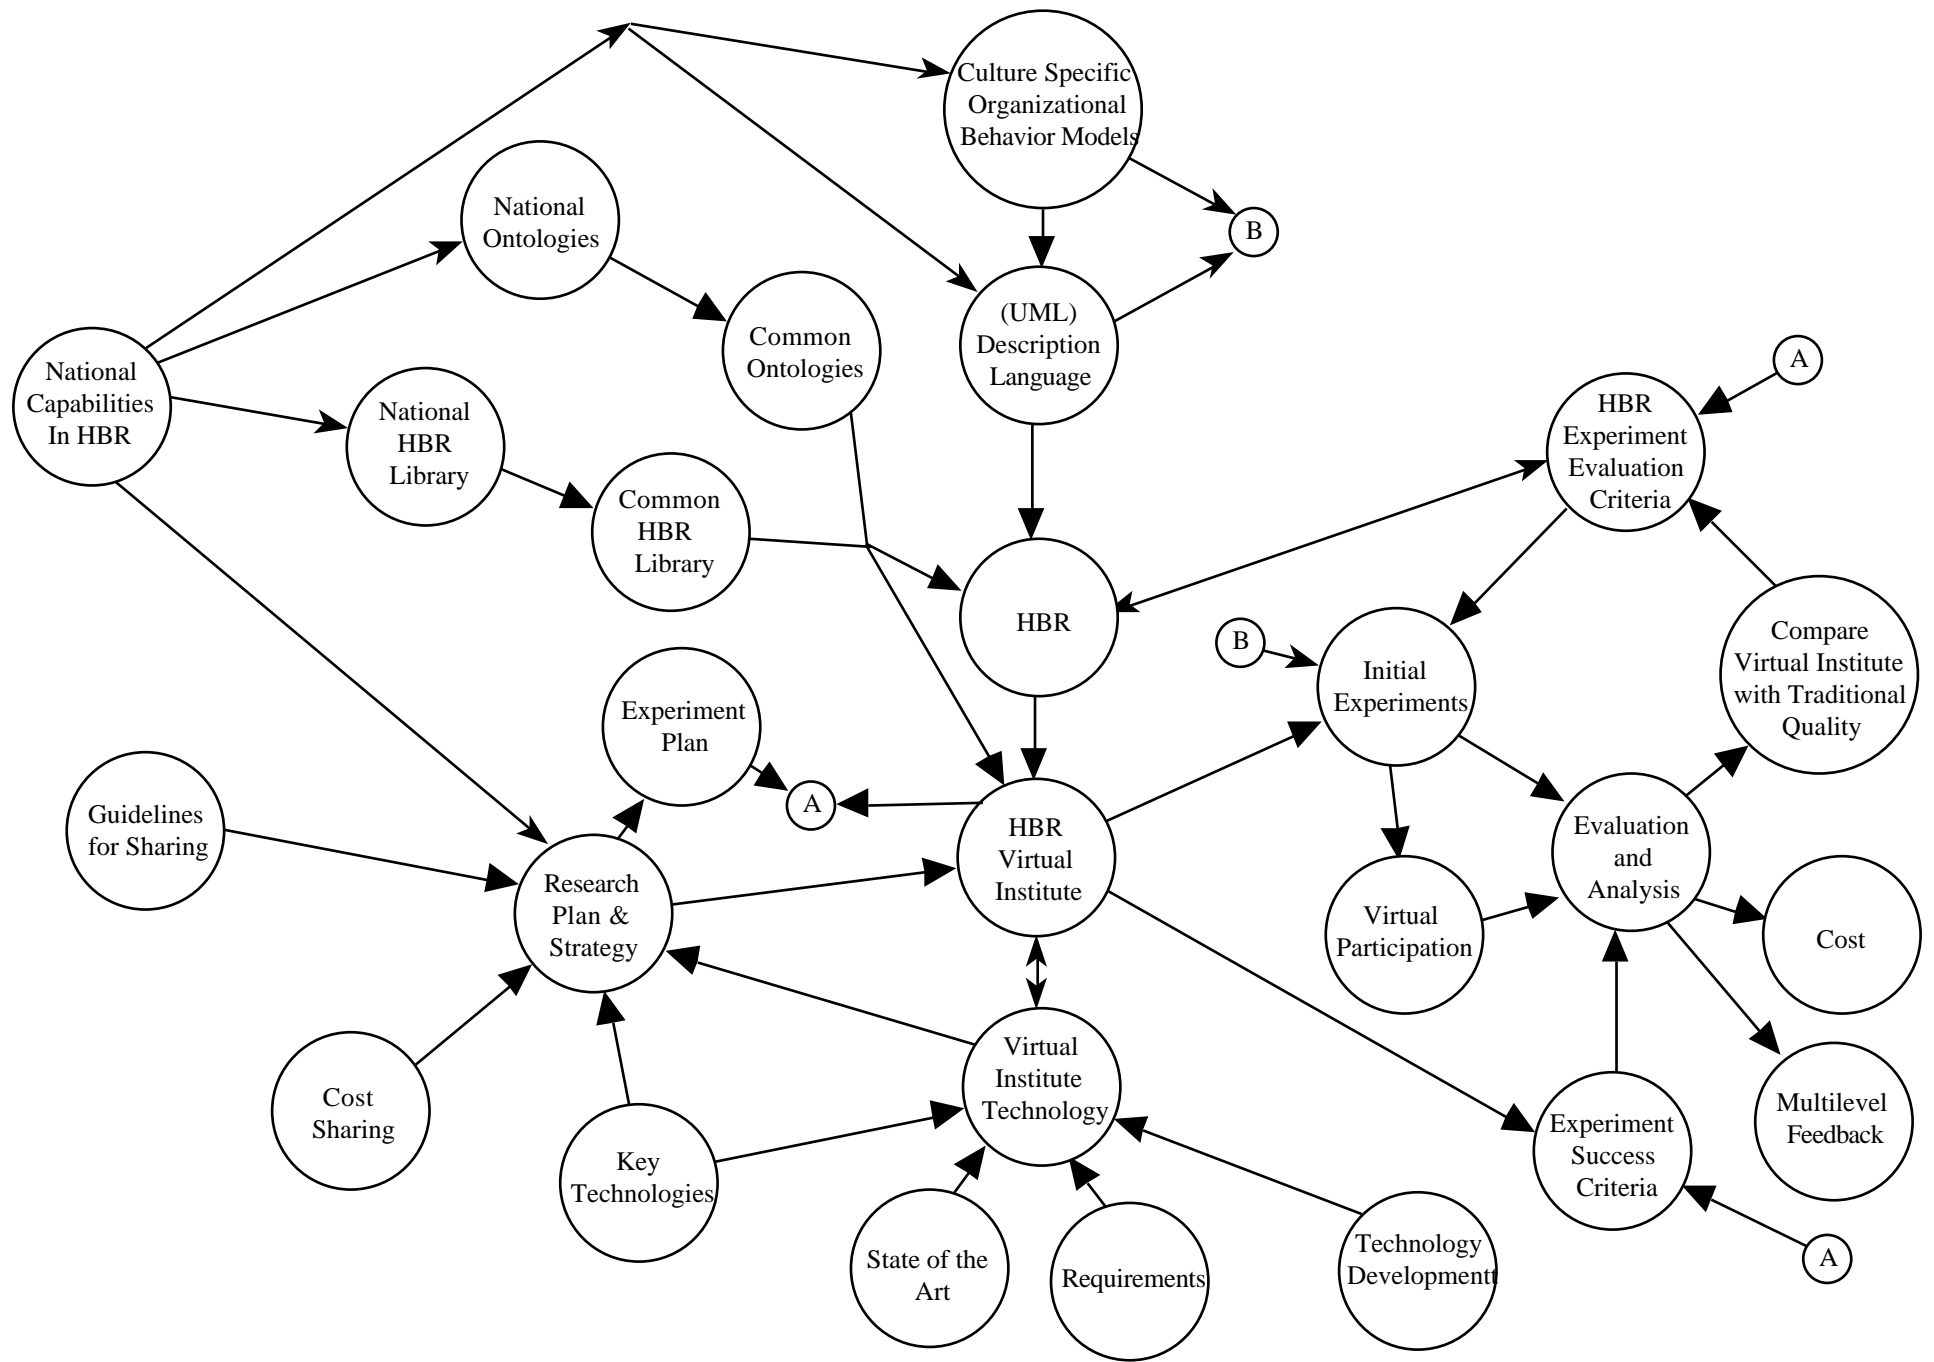 Culture Specific
Organizational
Behavior Models
National
Ontologies
B
(UML)
Description
Language
Common
Ontologies
A
National
Capabilities
In HBR
National
HBR
Library
HBR
Experiment
Evaluation
Criteria
Common
HBR
Library
HBR
B
Initial
Experiments
Compare
Virtual Institute
with Traditional
Quality
Experiment
Plan
A
Guidelines
for Sharing
HBR
Virtual
Institute
Evaluation
and
Analysis
Research
Plan &
Strategy
Virtual
Participation
Cost
Virtual
Institute
Technology
Cost
Sharing
Multilevel
Feedback
Experiment
Success
Criteria
Key
Technologies
State of the
Art
Requirements
Technology
Developmentt
A